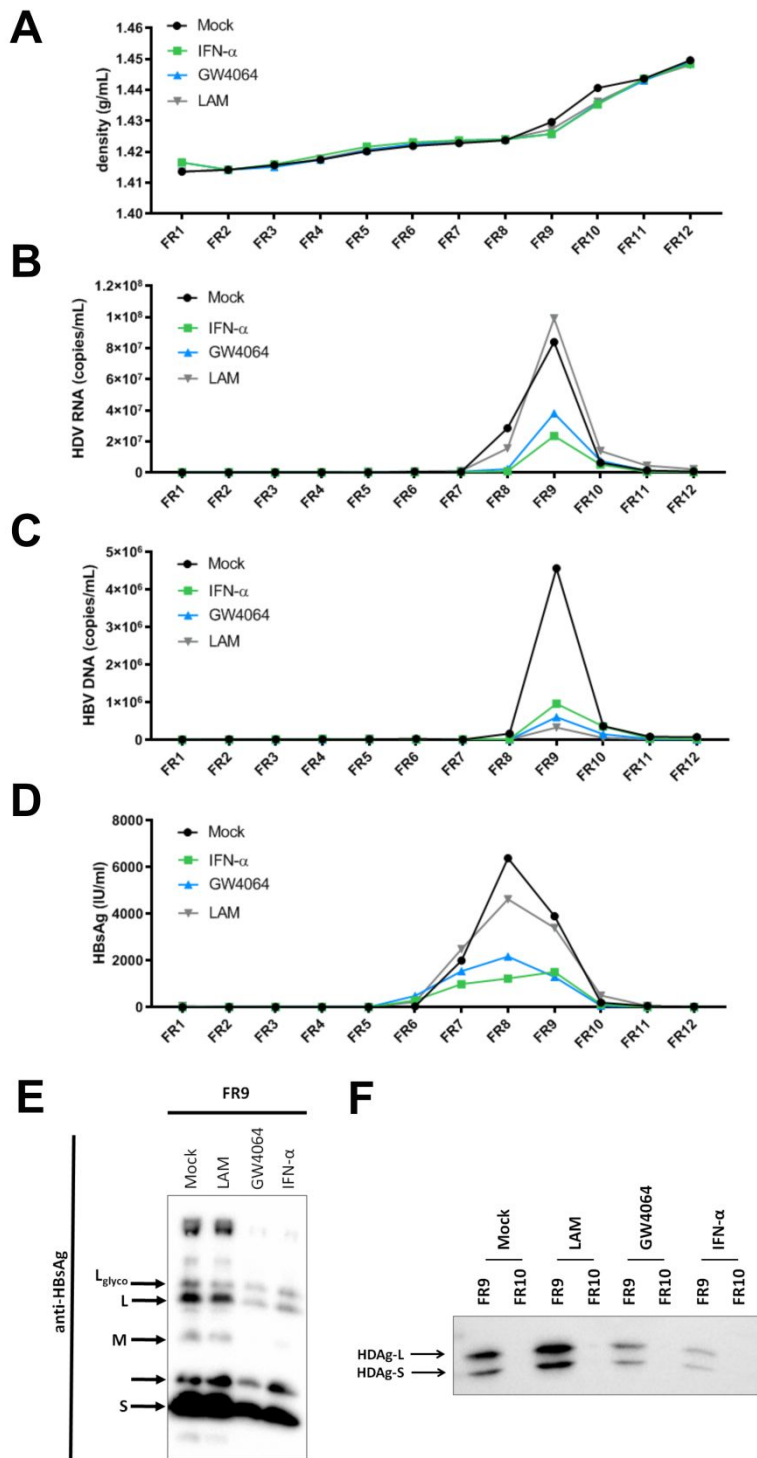 A
Mock
IFN-α
GW4064
LAM
density (g/mL)
1.46
1.45
1.44
1.43
1.42
1.41
1.40
FR1 FR2 FR3 FR4 FR5 FR6 FR7 FR8 FR9 FR10 FR11 FR12
B
Mock
IFN-α
GW4064
LAM
HDV RNA (copies/mL)
1.2×10⁸
1×10⁸
8×10⁷
6×10⁷
4×10⁷
2×10⁷
0
FR1 FR2 FR3 FR4 FR5 FR6 FR7 FR8 FR9 FR10 FR11 FR12
C
Mock
IFN-α
GW4064
LAM
HBV DNA (copies/mL)
5×10⁶
4×10⁶
3×10⁶
2×10⁶
1×10⁶
0
FR1 FR2 FR3 FR4 FR5 FR6 FR7 FR8 FR9 FR10 FR11 FR12
D
Mock
IFN-α
GW4064
LAM
HBsAg (IU/ml)
8000
6000
4000
2000
0
FR1 FR2 FR3 FR4 FR5 FR6 FR7 FR8 FR9 FR10 FR11 FR12
E
FR9
Mock LAM GW4064 IFN-α
anti-HBsAg
Lglyco
L
M
S
F
Mock LAM GW4064 IFN-α
FR9 FR10 FR9 FR10 FR9 FR10 FR9 FR10
HDAg-L
HDAg-S